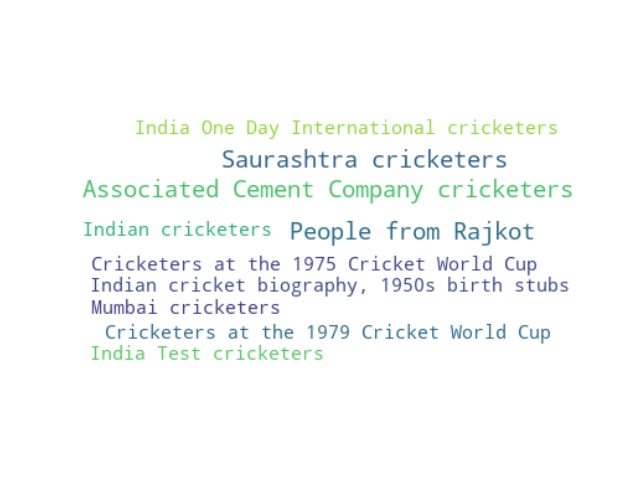 India One Day International cricketers
Saurashtra cricketers
Associated Cement Company cricketers
Indian cricketers People from Rajkot
Cricketers at the 1975 Cricket World Cup
Indian cricket biography, 1950s birth stubs
Mumbai cricketers
Cricketers at the 1979 Cricket World Cup
India Test cricketers